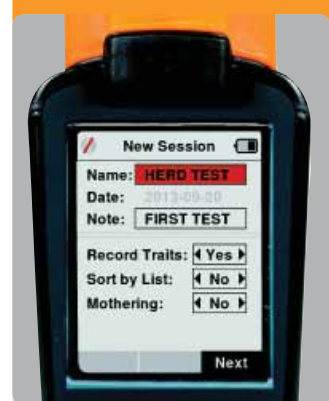 New Session
Name: HERD TEST
Date: 2013-09-20
Note: FIRST TEST
Record Traits: Yes
Sort by List: No
Mothering: No
Next